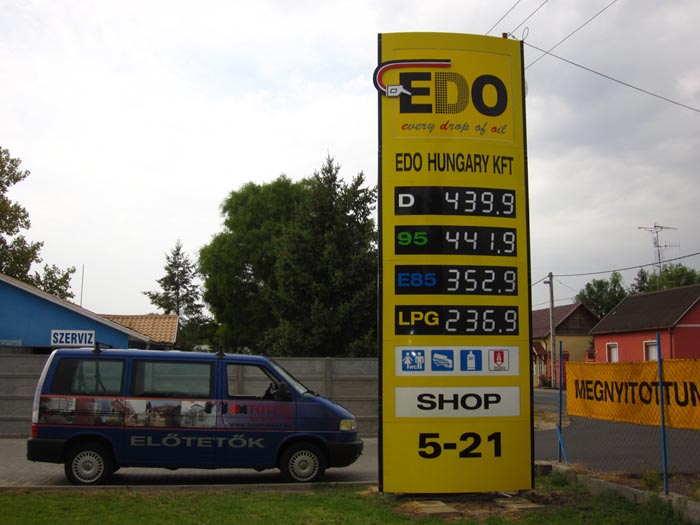 EDO
every drop of oil
EDO HUNGARY KFT
D 439.9
95 441.9
E85 352.9
LPG 236.9
SHOP
5-21
SZERVIZ
ELŐTETŐK
MEGNYITOTTUN